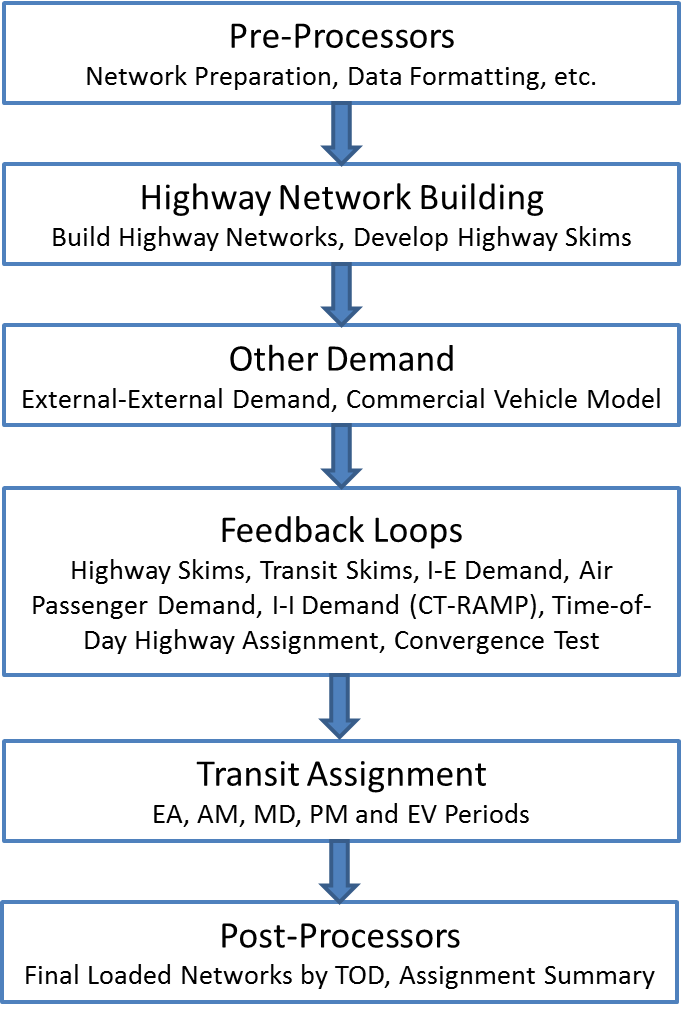 Pre-Processors
Network Preparation, Data Formatting, etc.
Highway Network Building
Build Highway Networks, Develop Highway Skims
Other Demand
External-External Demand, Commercial Vehicle Model
Feedback Loops
Highway Skims, Transit Skims, I-E Demand, Air
Passenger Demand, I-I Demand (CT-RAMP), Time-of-
Day Highway Assignment, Convergence Test
Transit Assignment
EA, AM, MD, PM and EV Periods
Post-Processors
Final Loaded Networks by TOD, Assignment Summary